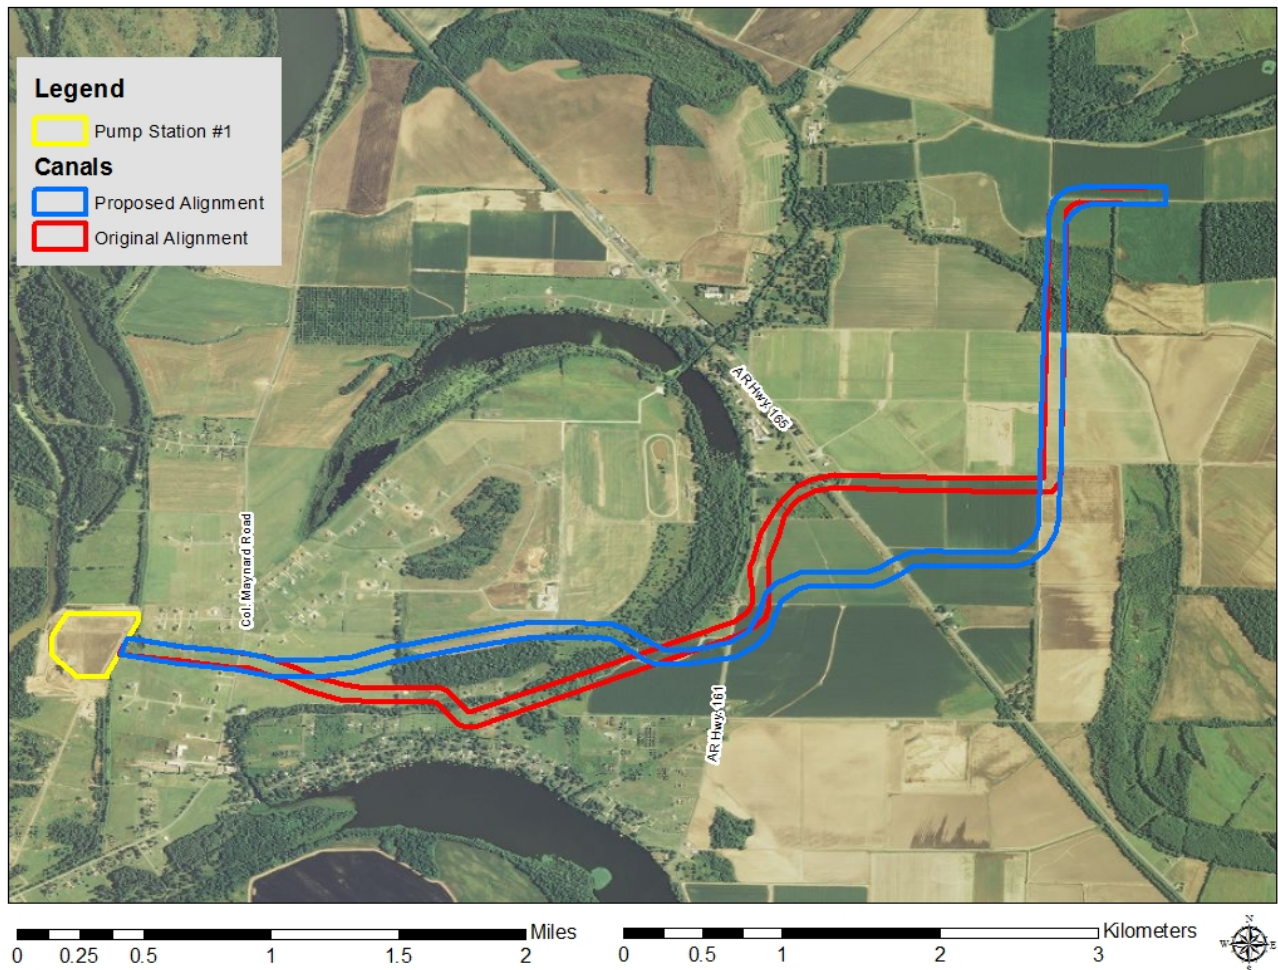 Legend
Pump Station #1
Canals
Proposed Alignment
Original Alignment
AR Hwy. 165
Col. Maynard Road
AR Hwy. 161
Miles
0 0.25 0.5 1 1.5 2
Kilometers
0 0.5 1 2 3
N
W E
S